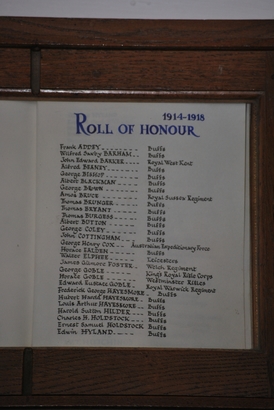 1914-1918
ROLL OF HONOUR
Frank ADDEY Buffs
Wilfred Saxby BARHAM Buffs
John Edward BARKER Royal West Kent
Alfred BERNEY Buffs
George BISHOP Buffs
Albert BLACKMAN Buffs
George BROWN Buffs
Amos BRUCE Royal Sussex Regiment
Thomas BRUNGER Buffs
Thomas BRYANT Buffs
Thomas BURGESS Buffs
Albert BUTTON Buffs
George COLEY Buffs
John COTTINGHAM Buffs
George Henry COX Australian Expeditionary Force
Horace EALDEN Buffs
Walter ELPHEE Leicesters
James Gilmore FOSTER Welch Regiment
George GOBLE King's Royal Rifle Corps
Horace GOBLE Westminster Rifles
Edward Eustace GOBLE Royal Warwick Regiment
Frederick George HAYESMORE Buffs
Hubert HAYESMORE Buffs
Louis Arthur HAYESMORE Buffs
Harold Sutton HILDER Buffs
Charles H. HOLDSTOCK Buffs
Ernest Samuel HOLDSTOCK Buffs
Edwin HYLAND Buffs